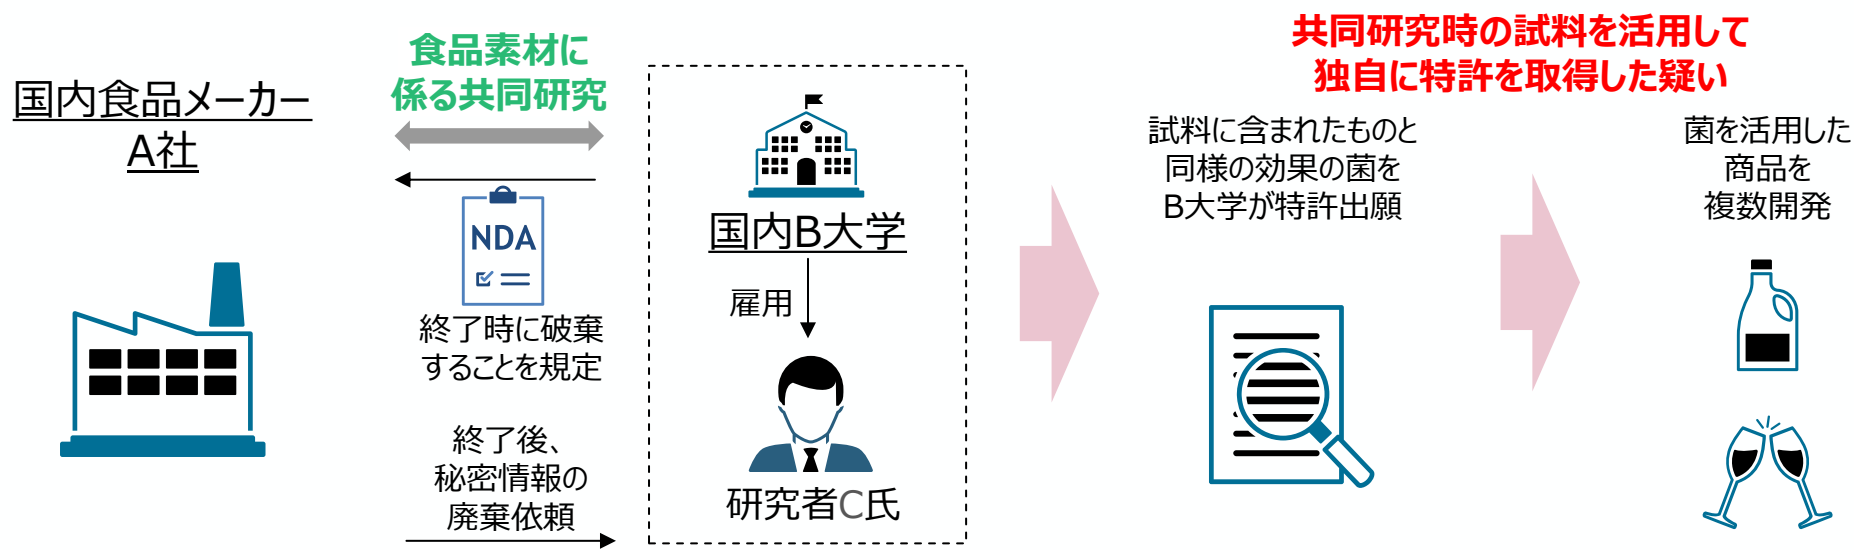 国内食品メーカー
A社
食品素材に
係る共同研究
NDA
終了時に破棄
することを規定
終了後、
秘密情報の
廃棄依頼
国内B大学
雇用
研究者C氏
共同研究時の試料を活用して
独自に特許を取得した疑い
試料に含まれたものと
同様の効果の菌を
B大学が特許出願
菌を活用した
商品を
複数開発